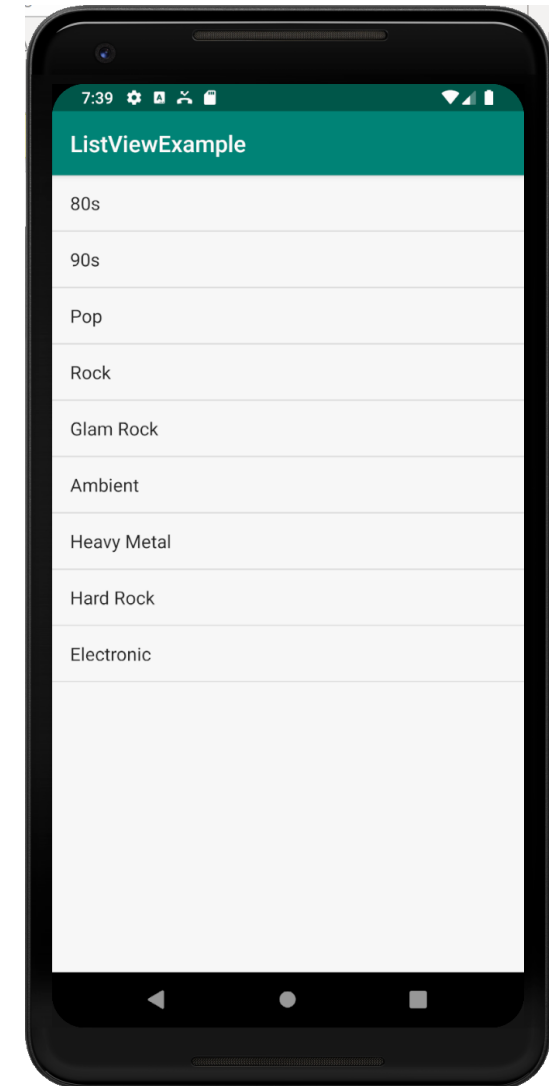 7:39
ListViewExample
80s
90s
Pop
Rock
Glam Rock
Ambient
Heavy Metal
Hard Rock
Electronic